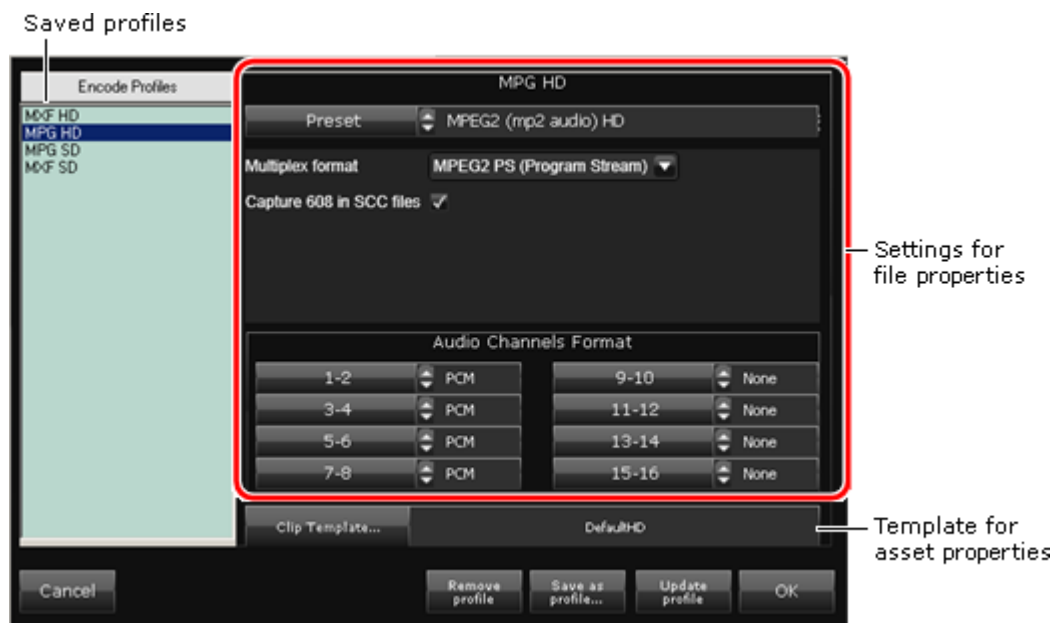 Saved profiles
Encode Profiles
MXF HD
MPG HD
MPG SD
MXF SD
MPG HD
Preset MPEG2 (mp2 audio) HD
Multiplex format MPEG2 PS (Program Stream)
Capture 608 in SCC files
Audio Channels Format
1-2 PCM 9-10 None
3-4 PCM 11-12 None
5-6 PCM 13-14 None
7-8 PCM 15-16 None
Clip Template... DefaultHD
Settings for
file properties
Template for
asset properties
Cancel
Remove
profile
Save as
profile...
Update
profile
OK